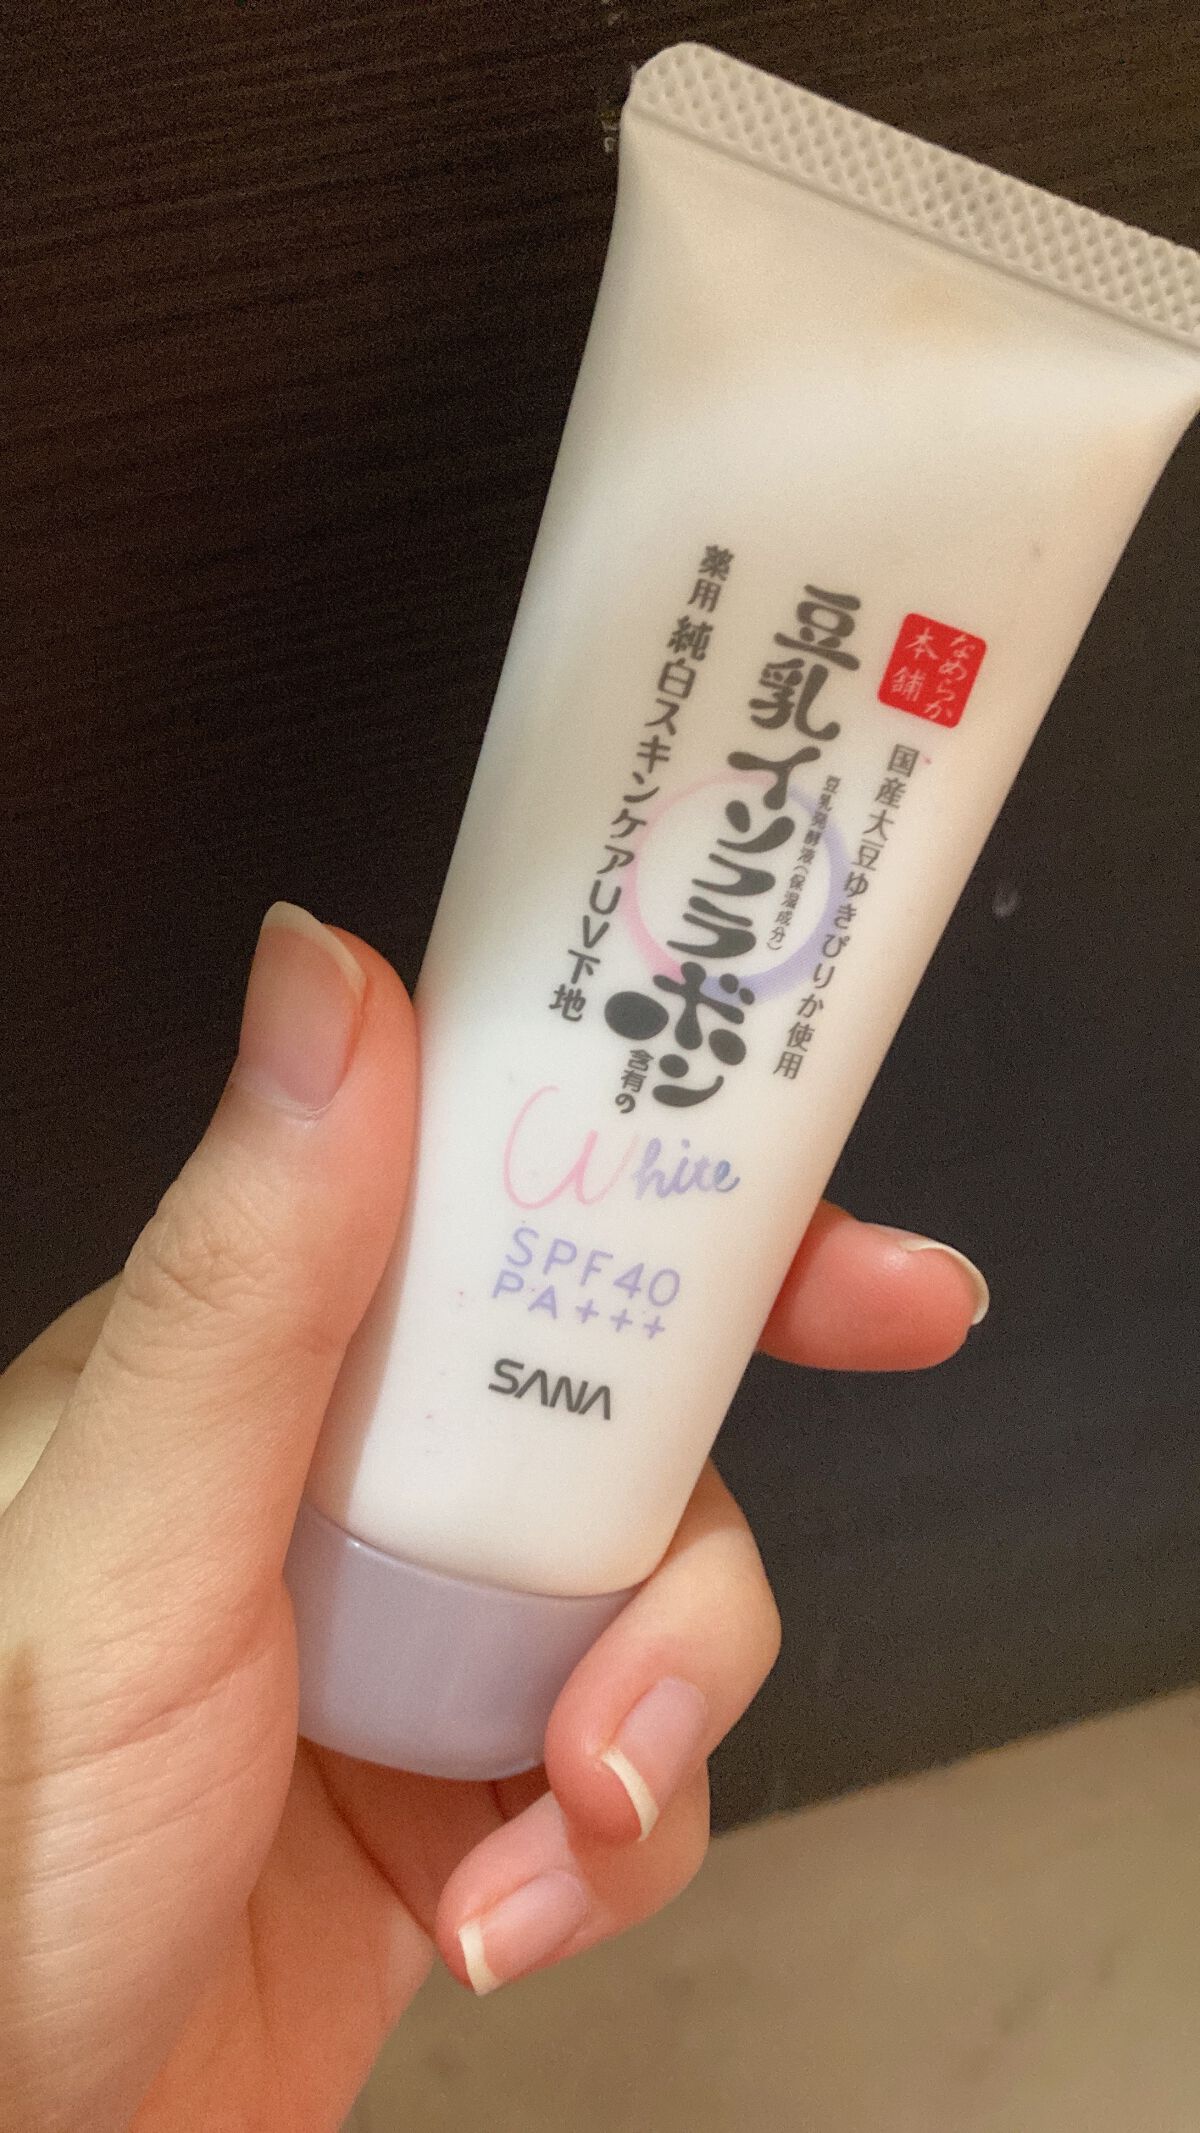 なめらか
本舗
国産大豆ゆきぴりか使用
豆乳発酵液(保湿成分)
豆乳イソフラボン
含有の
薬用 純白スキンケアUV下地
White
SPF40
PA+++
SANA